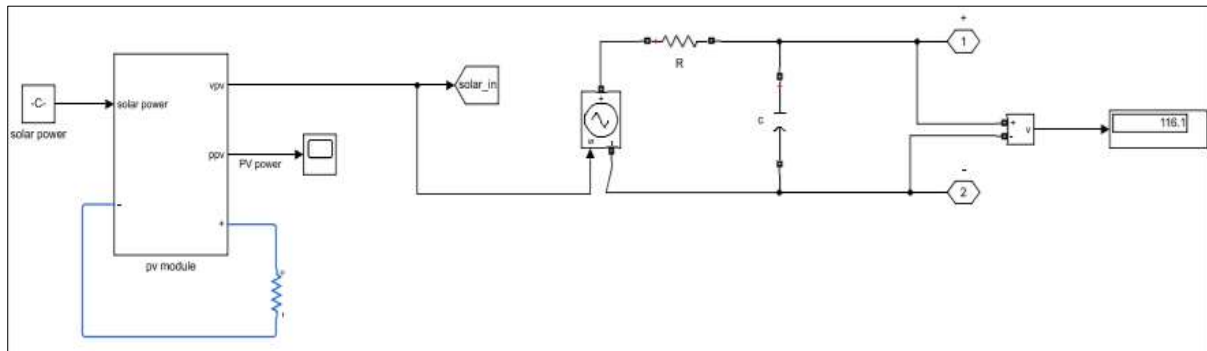 -C-
solar power
solar power
vpv
ppv
-
+
pv module
solar_in
PV power
+
-
+
s
-
R
c
+
1
-
2
+
-
v
116.1